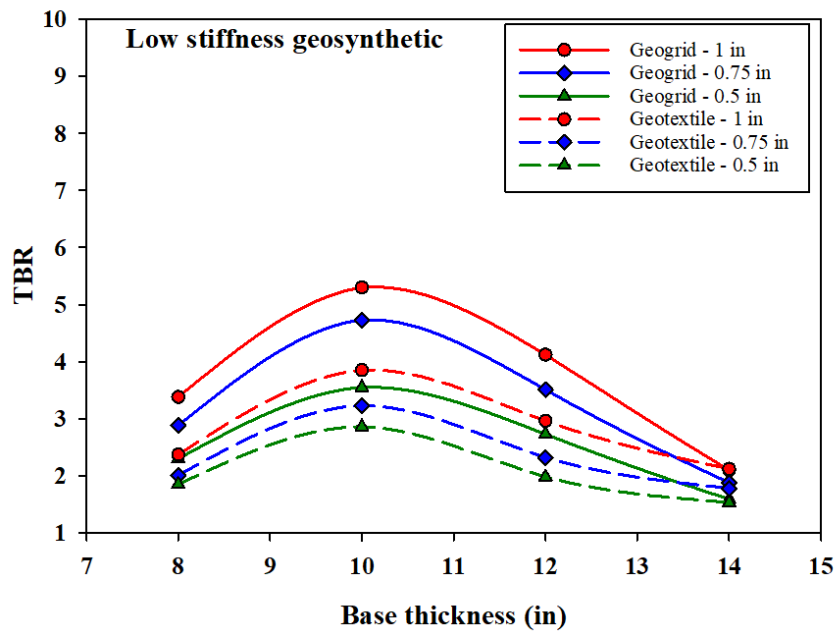 Low stiffness geosynthetic
Geogrid - 1 in
Geogrid - 0.75 in
Geogrid - 0.5 in
Geotextile - 1 in
Geotextile - 0.75 in
Geotextile - 0.5 in
TBR
10
9
8
7
6
5
4
3
2
1
7 8 9 10 11 12 13 14 15
Base thickness (in)